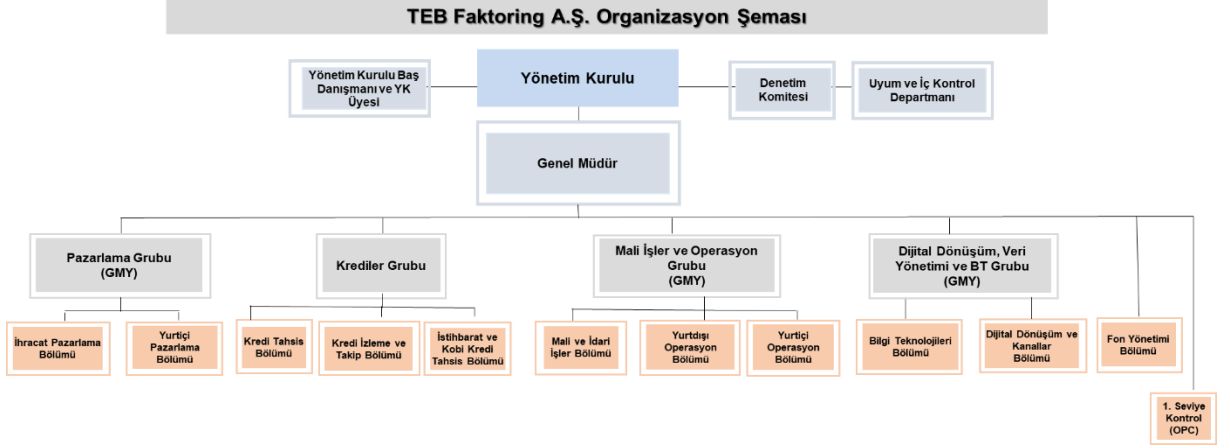 TEB Faktoring A.Ş. Organizasyon Şeması
Yönetim Kurulu Baş
Danışmanı ve YK
Üyesi
Yönetim Kurulu
Denetim
Komitesi
Uyum ve İç Kontrol
Departmanı
Genel Müdür
Pazarlama Grubu
(GMY)
Krediler Grubu
Mali İşler ve Operasyon
Grubu
(GMY)
Dijital Dönüşüm, Veri
Yönetimi ve BT Grubu
(GMY)
İhracat Pazarlama
Bölümü
Yurtiçi
Pazarlama
Bölümü
Kredi Tahsis
Bölümü
Kredi İzleme ve
Takip Bölümü
İstihbarat ve
Kobi Kredi
Tahsis Bölümü
Mali ve İdari
İşler Bölümü
Yurtdışı
Operasyon
Bölümü
Yurtiçi
Operasyon
Bölümü
Bilgi Teknolojileri
Bölümü
Dijital Dönüşüm ve
Kanallar
Bölümü
Fon Yönetimi
Bölümü
1. Seviye
Kontrol
(OPC)